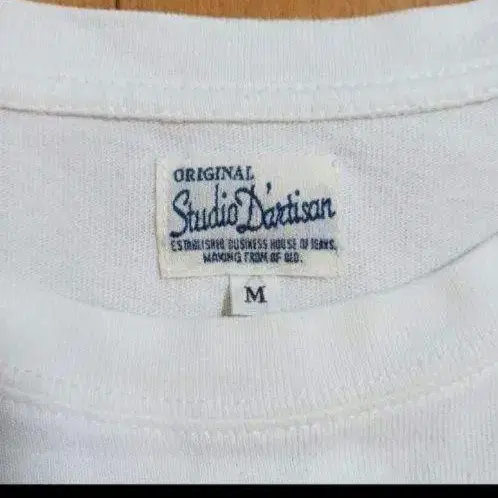 ORIGINAL
Studio D'artisan
ESTABLISHED BUSINESS HOUSE OF JEANS,
MAKING FROM OF OLD.
M